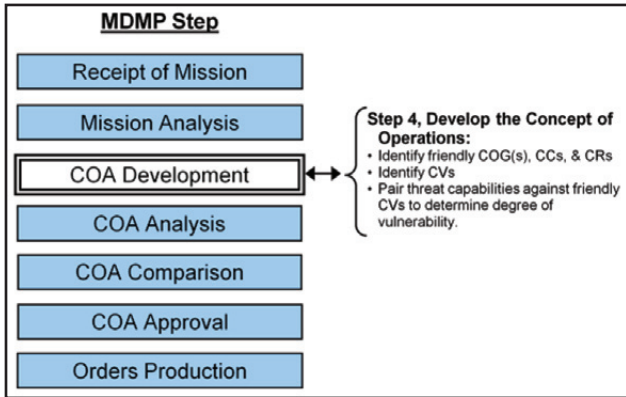 MDMP Step
Receipt of Mission
Mission Analysis
COA Development
COA Analysis
COA Comparison
COA Approval
Orders Production
Step 4, Develop the Concept of
Operations:
• Identify friendly COG(s), CCs, & CRs
• Identify CVs
• Pair threat capabilities against friendly
CVs to determine degree of
vulnerability.